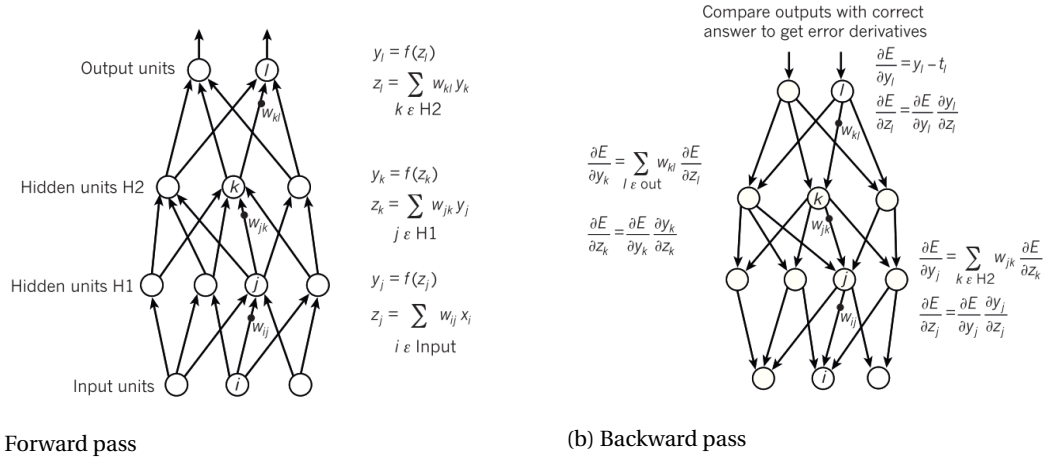 Output units
l
w_kl
y_l = f(z_l)
z_l = ∑ w_kl y_k
k ε H2
Hidden units H2
k
w_jk
y_k = f(z_k)
z_k = ∑ w_jk y_j
j ε H1
Hidden units H1
j
w_ij
y_j = f(z_j)
z_j = ∑ w_ij x_i
i ε Input
Input units
i
Forward pass
Compare outputs with correct
answer to get error derivatives
l
w_kl
∂E/∂y_l = y_l – t_l
∂E/∂z_l = ∂E/∂y_l ∂y_l/∂z_l
∂E/∂y_k = ∑ w_kl ∂E/∂z_l
l ε out
∂E/∂z_k = ∂E/∂y_k ∂y_k/∂z_k
k
w_jk
∂E/∂y_j = ∑ w_jk ∂E/∂z_k
k ε H2
∂E/∂z_j = ∂E/∂y_j ∂y_j/∂z_j
j
w_ij
i
(b) Backward pass